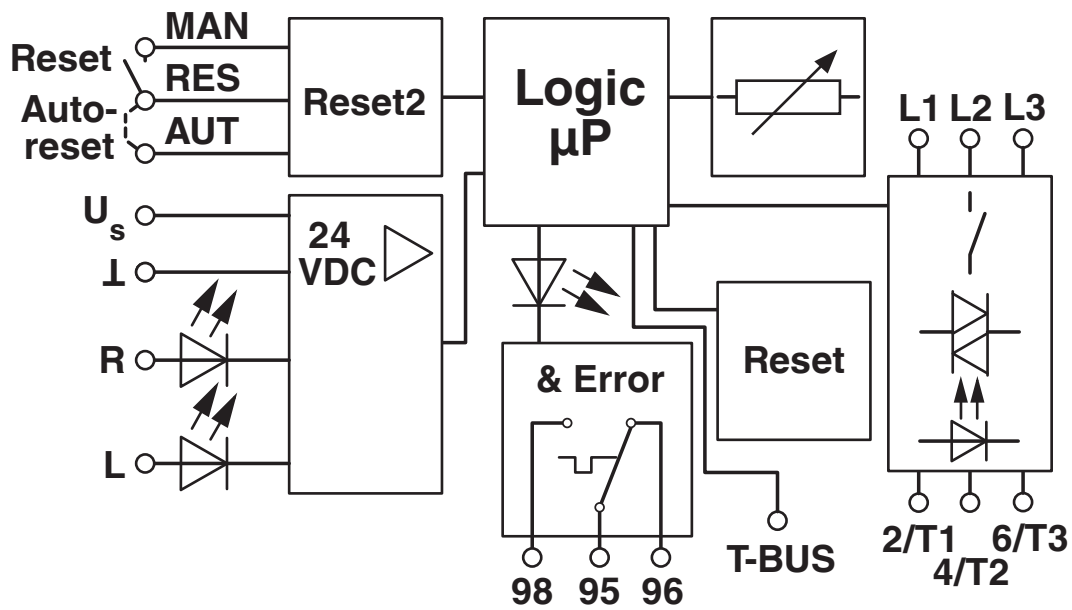 MAN
Reset
RES
Auto-
reset
AUT
Reset2
Logic
µP
L1 L2 L3
Us
24
VDC
⊥
R
L
& Error
Reset
98 95 96
T-BUS
2/T1 6/T3
4/T2